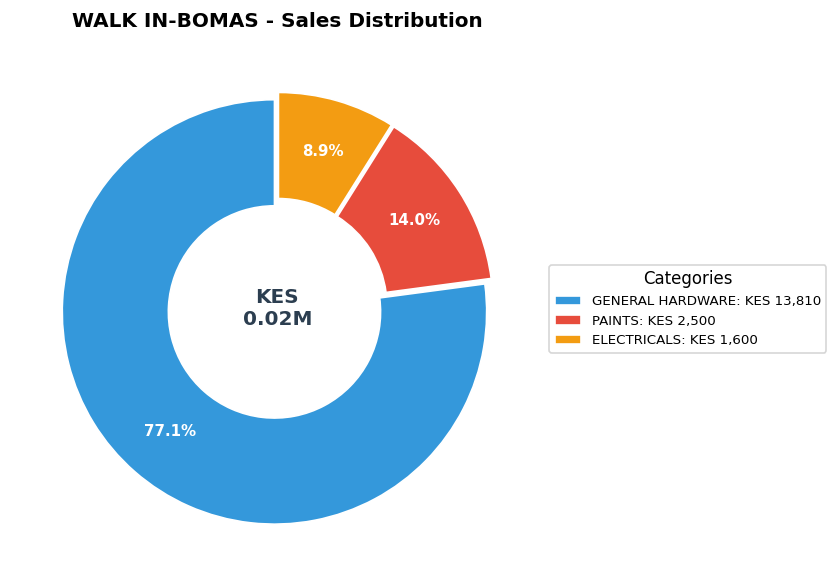 WALK IN-BOMAS - Sales Distribution
8.9%
14.0%
KES
0.02M
77.1%
Categories
GENERAL HARDWARE: KES 13,810
PAINTS: KES 2,500
ELECTRICALS: KES 1,600